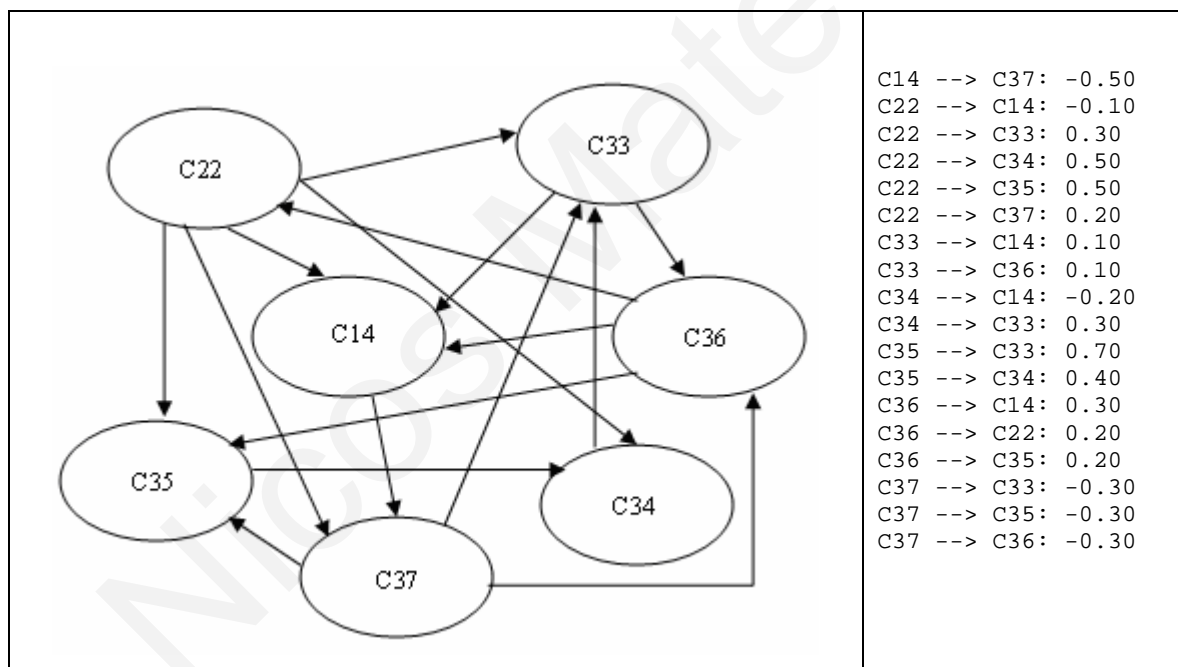 C22
C33
C14
C36
C35
C34
C37
C14 --> C37: -0.50
C22 --> C14: -0.10
C22 --> C33: 0.30
C22 --> C34: 0.50
C22 --> C35: 0.50
C22 --> C37: 0.20
C33 --> C14: 0.10
C33 --> C36: 0.10
C34 --> C14: -0.20
C34 --> C33: 0.30
C35 --> C33: 0.70
C35 --> C34: 0.40
C36 --> C14: 0.30
C36 --> C22: 0.20
C36 --> C35: 0.20
C37 --> C33: -0.30
C37 --> C35: -0.30
C37 --> C36: -0.30
Nicos Mate